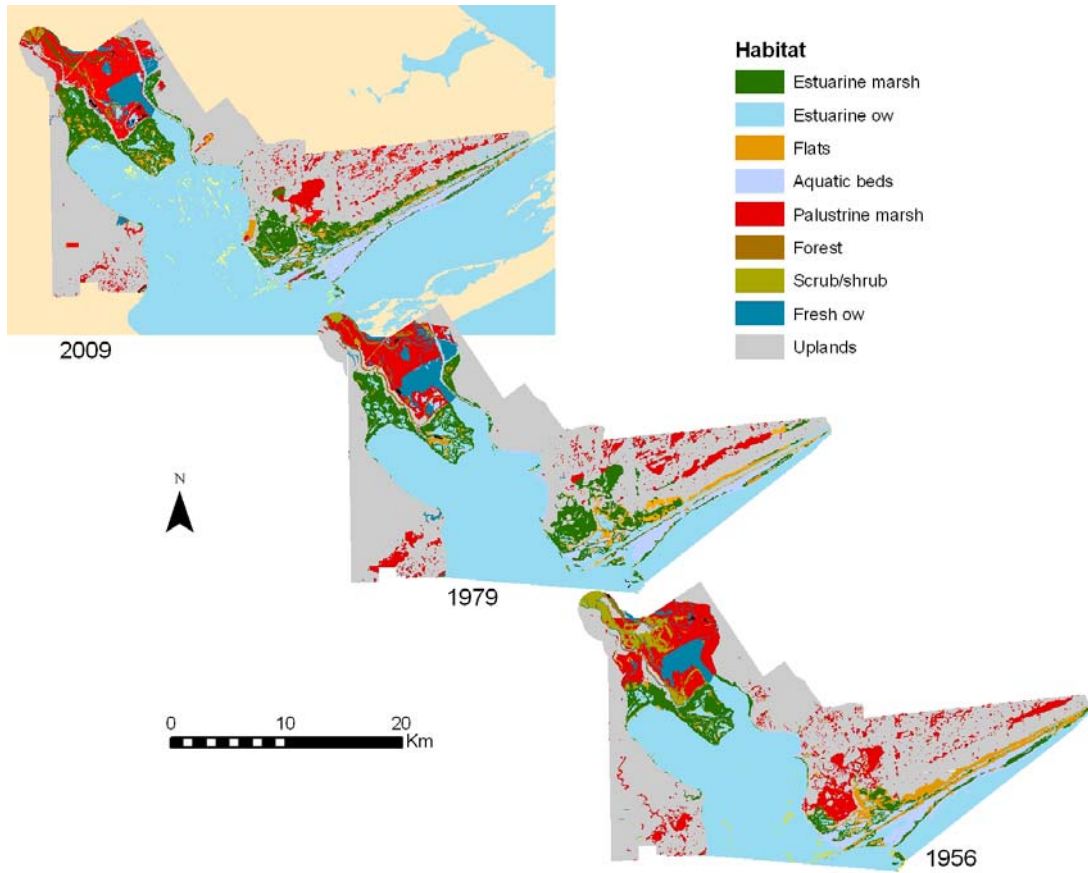 Habitat
Estuarine marsh
Estuarine ow
Flats
Aquatic beds
Palustrine marsh
Forest
Scrub/shrub
Fresh ow
Uplands
2009
N
1979
0 10 20
Km
1956